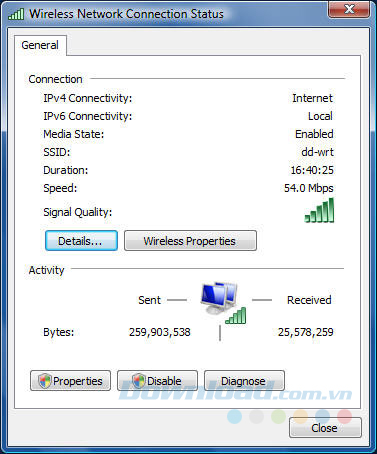 Wireless Network Connection Status
General
Connection
IPv4 Connectivity: Internet
IPv6 Connectivity: Local
Media State: Enabled
SSID: dd-wrt
Duration: 16:40:25
Speed: 54.0 Mbps
Signal Quality:
Details... Wireless Properties
Activity
Sent Received
Bytes: 259,903,538 25,578,259
Properties Disable Diagnose
Download.com.vn
Close